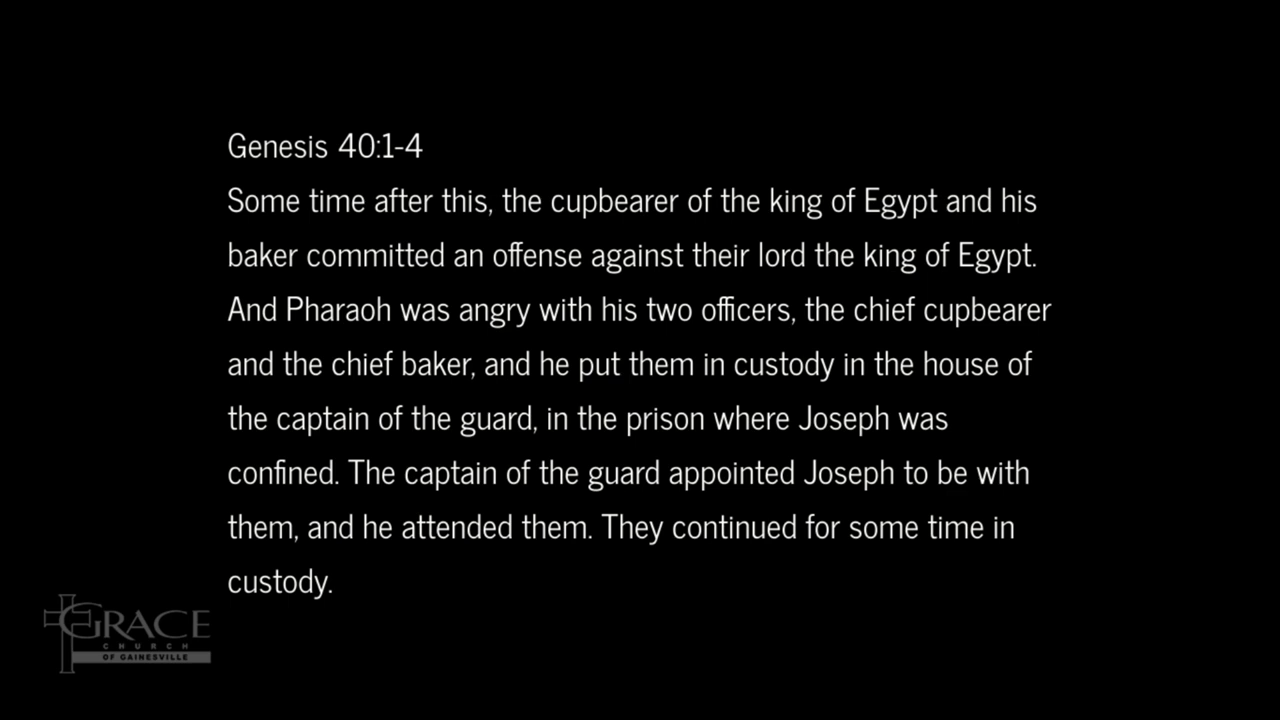 Genesis 40:1-4
Some time after this, the cupbearer of the king of Egypt and his
baker committed an offense against their lord the king of Egypt.
And Pharaoh was angry with his two officers, the chief cupbearer
and the chief baker, and he put them in custody in the house of
the captain of the guard, in the prison where Joseph was
confined. The captain of the guard appointed Joseph to be with
them, and he attended them. They continued for some time in
custody.
GRACE
CHURCH
OF GAINESVILLE